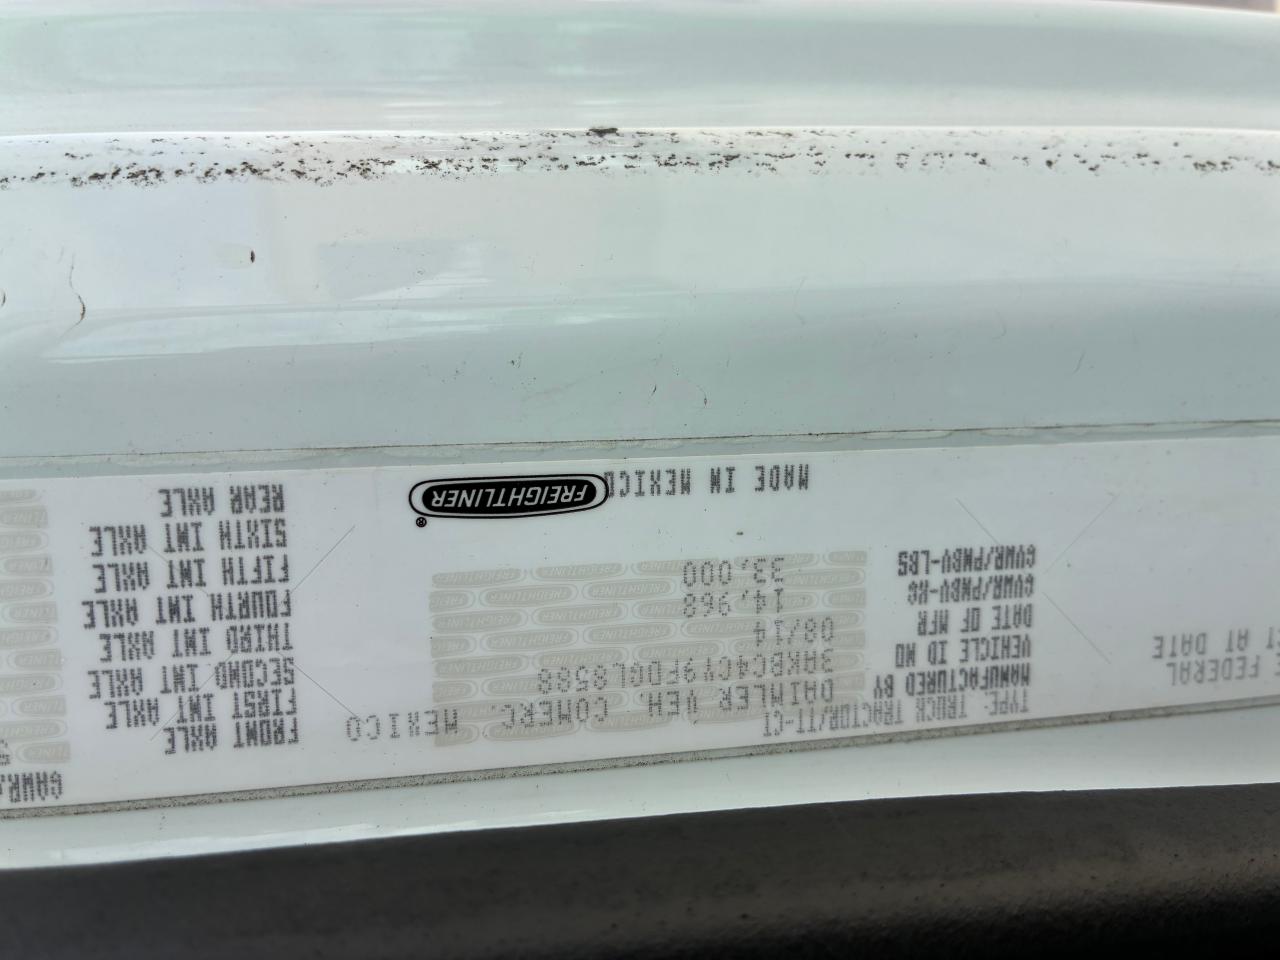 E FEDERAL
T AT DATE
TYPE: TRUCK TRACTOR/TT-CT
MANUFACTURED BY DAIMLER VEH. COMERC. MEXICO
VEHICLE ID NO 3AKBC4CY9FDGL8588
DATE OF MFR 08/14
GVWR/PNBV-KG 14,968
GVWR/PNBV-LBS 33,000
MADE IN MEXICO
FREIGHTLINER®
GAWR/
FRONT AXLE
FIRST INT AXLE
SECOND INT AXLE
THIRD INT AXLE
FOURTH INT AXLE
FIFTH INT AXLE
SIXTH INT AXLE
REAR AXLE